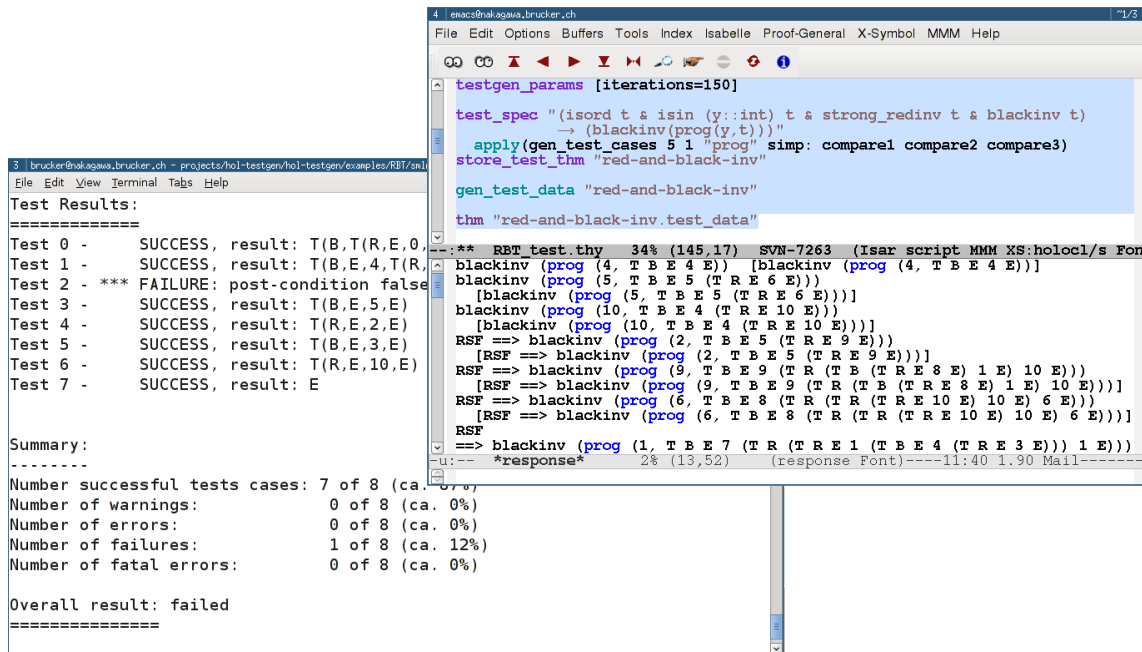 4 emacs@nakagawa.brucker.ch ~1/3
File Edit Options Buffers Tools Index Isabelle Proof-General X-Symbol MMM Help
testgen_params [iterations=150]
test_spec "(isord t & isin (y::int) t & strong_redinv t & blackinv t)
→ (blackinv(prog(y,t)))"
apply(gen_test_cases 5 1 "prog" simp: compare1 compare2 compare3)
store_test_thm "red-and-black-inv"
gen_test_data "red-and-black-inv"
thm "red-and-black-inv.test_data"
--:** RBT_test.thy 34% (145,17) SVN-7263 (Isar script MMM XS:holocl/s Fon
blackinv (prog (4, T B E 4 E)) [blackinv (prog (4, T B E 4 E))]
blackinv (prog (5, T B E 5 (T R E 6 E)))
[blackinv (prog (5, T B E 5 (T R E 6 E)))]
blackinv (prog (10, T B E 4 (T R E 10 E)))
[blackinv (prog (10, T B E 4 (T R E 10 E)))]
RSF ==> blackinv (prog (2, T B E 5 (T R E 9 E)))
[RSF ==> blackinv (prog (2, T B E 5 (T R E 9 E)))]
RSF ==> blackinv (prog (9, T B E 9 (T R (T B (T R E 8 E) 1 E) 10 E)))
[RSF ==> blackinv (prog (9, T B E 9 (T R (T B (T R E 8 E) 1 E) 10 E)))]
RSF ==> blackinv (prog (6, T B E 8 (T R (T R (T R E 10 E) 10 E) 6 E)))
[RSF ==> blackinv (prog (6, T B E 8 (T R (T R (T R E 10 E) 10 E) 6 E)))]
RSF
==> blackinv (prog (1, T B E 7 (T R (T R E 1 (T B E 4 (T R E 3 E))) 1 E)))
-u:-- *response* 2% (13,52) (response Font)----11:40 1.90 Mail-------
3 brucker@nakagawa.brucker.ch - projects/hol-testgen/hol-testgen/examples/RBT/sml
File Edit View Terminal Tabs Help
Test Results:
=============
Test 0 - SUCCESS, result: T(B,T(R,E,0,
Test 1 - SUCCESS, result: T(B,E,4,T(R,
Test 2 - *** FAILURE: post-condition false
Test 3 - SUCCESS, result: T(B,E,5,E)
Test 4 - SUCCESS, result: T(R,E,2,E)
Test 5 - SUCCESS, result: T(B,E,3,E)
Test 6 - SUCCESS, result: T(R,E,10,E)
Test 7 - SUCCESS, result: E
Summary:
--------
Number successful tests cases: 7 of 8 (ca. 87%)
Number of warnings: 0 of 8 (ca. 0%)
Number of errors: 0 of 8 (ca. 0%)
Number of failures: 1 of 8 (ca. 12%)
Number of fatal errors: 0 of 8 (ca. 0%)
Overall result: failed
===============